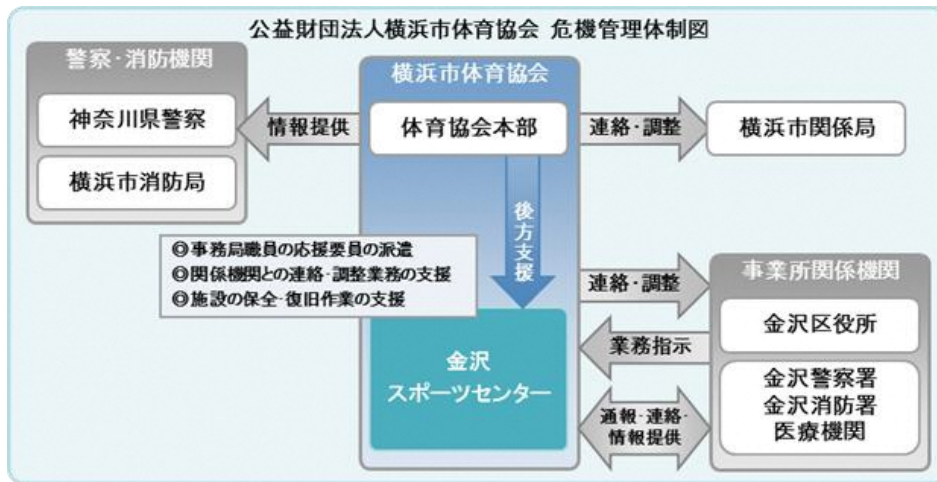 公益財団法人横浜市体育協会 危機管理体制図
警察・消防機関
神奈川県警察
横浜市消防局
情報提供
横浜市体育協会
体育協会本部
連絡・調整
横浜市関係局
後方支援
◎事務局職員の応援要員の派遣
◎関係機関との連絡・調整業務の支援
◎施設の保全・復旧作業の支援
金沢
スポーツセンター
連絡・調整
業務指示
通報・連絡・
情報提供
事業所関係機関
金沢区役所
金沢警察署
金沢消防署
医療機関